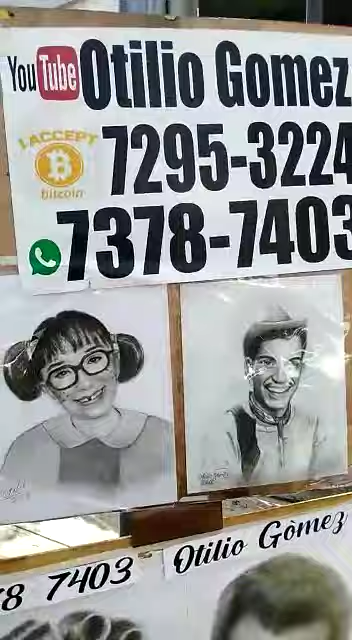 YouTube Otilio Gomez
I ACCEPT
bitcoin
7295-3224
7378-7403
8 7403 Otilio Gòmez